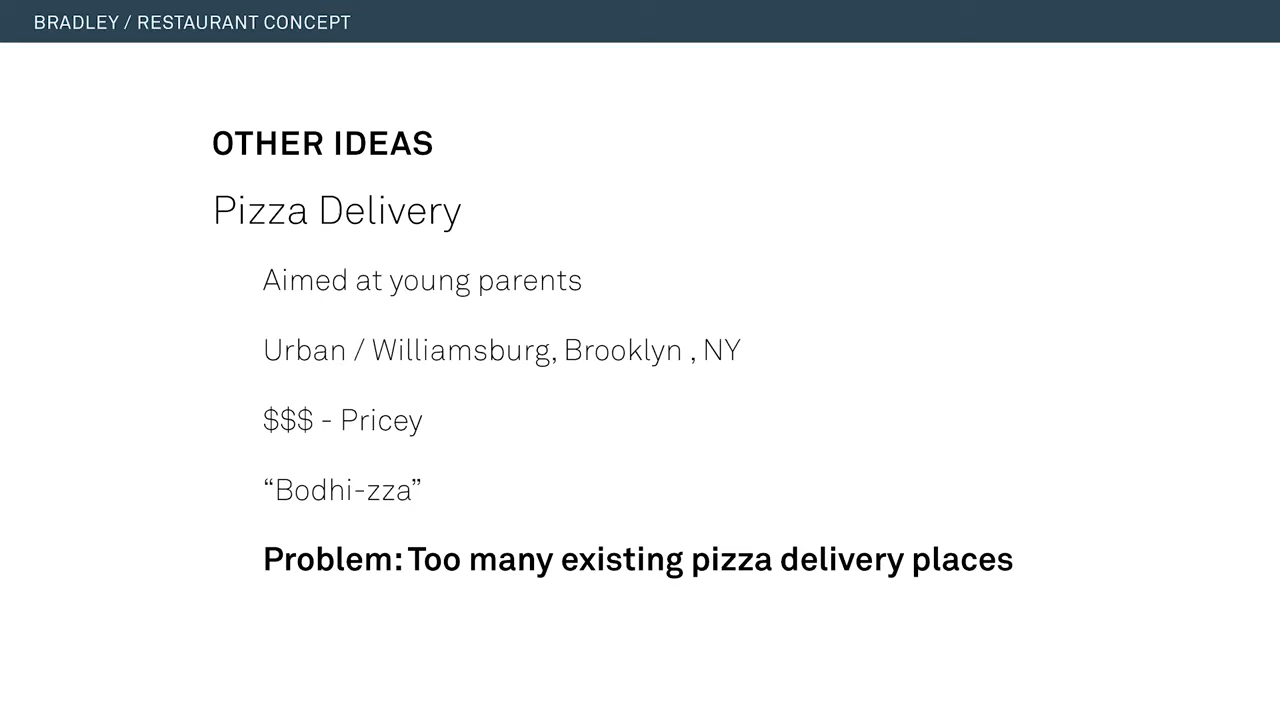 BRADLEY / RESTAURANT CONCEPT
OTHER IDEAS
Pizza Delivery
Aimed at young parents
Urban / Williamsburg, Brooklyn , NY
$$$ - Pricey
“Bodhi-zza”
Problem: Too many existing pizza delivery places